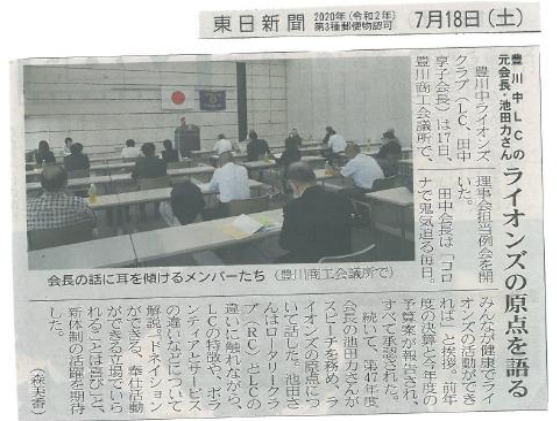 東日新聞
2020年(令和2年)
第3種郵便物認可
7月18日(土)
豊川中LCの
元会長・池田力さん
ライオンズの原点を語る
豊川中ライオンズ
クラブ(LC、田中
享子会長)は17日、
豊川商工会議所で、
理事会担当例会を開
いた。
田中会長は「コロ
ナで鬼気迫る毎日。
みんなが健康でライ
オンズの活動ができ
れば」と挨拶。前年
度の決算と今年度の
予算案が報告され、
すべて承認された。
続いて、第47年度
会長の池田力さんが
スピーチを務め、ラ
イオンズの原点につ
いて話した。池田さ
んはロータリークラ
ブ(RC)とLCの
違いに触れながら、
LCの特徴や、ボラ
ンティアとサービス
の違いなどについて
解説。「ドネイション
ができる、奉仕活動
ができる立場でいら
れることは喜び」と、
新体制の活躍を期待
した。
(森芙香)
会長の話に耳を傾けるメンバーたち(豊川商工会議所で)